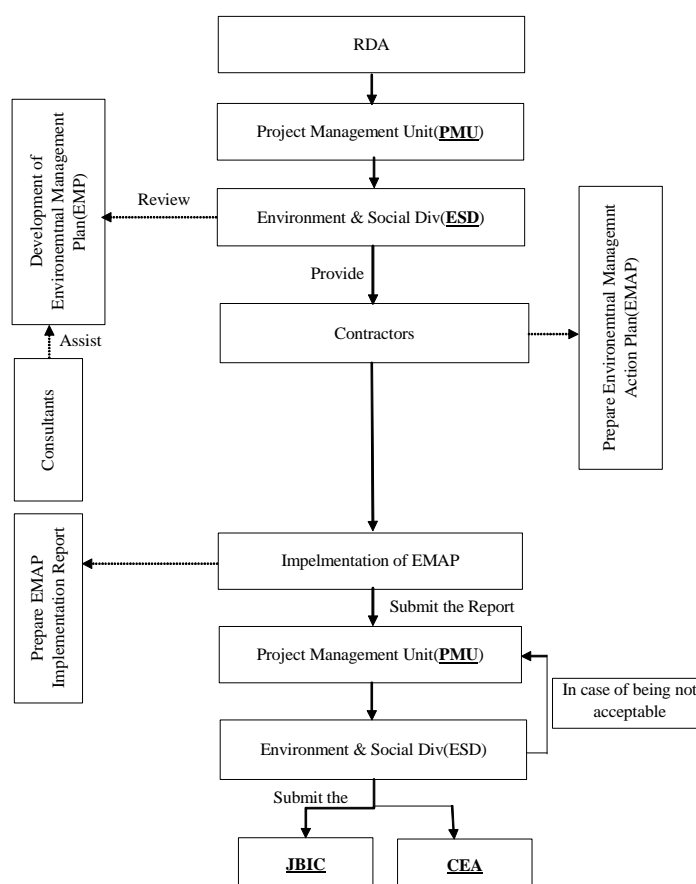 RDA
Project Management Unit(PMU)
Development of
Environemtnal Management
Plan(EMP)
Review
Environment & Social Div(ESD)
Provide
Prepare Environemtnal Managemnt
Action Plan(EMAP)
Contractors
Assist
Consultants
Prepare EMAP
Implementation Report
Impelmentation of EMAP
Submit the Report
Project Management Unit(PMU)
In case of being not
acceptable
Environment & Social Div(ESD)
Submit the
JBIC
CEA